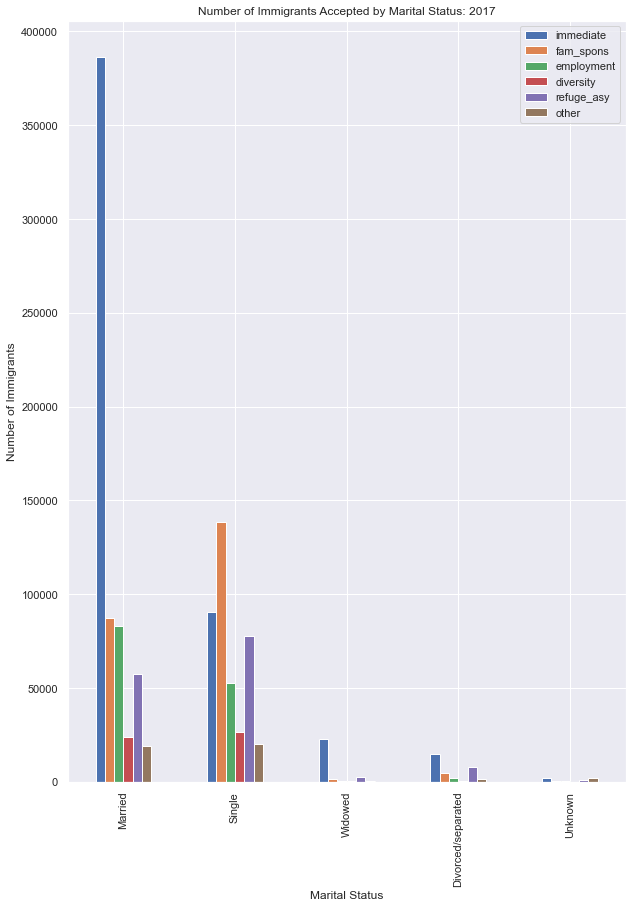 Number of Immigrants Accepted by Marital Status: 2017
immediate
fam_spons
employment
diversity
refuge_asy
other
400000
350000
300000
250000
200000
150000
100000
50000
0
Number of Immigrants
Married
Single
Widowed
Divorced/separated
Unknown
Marital Status